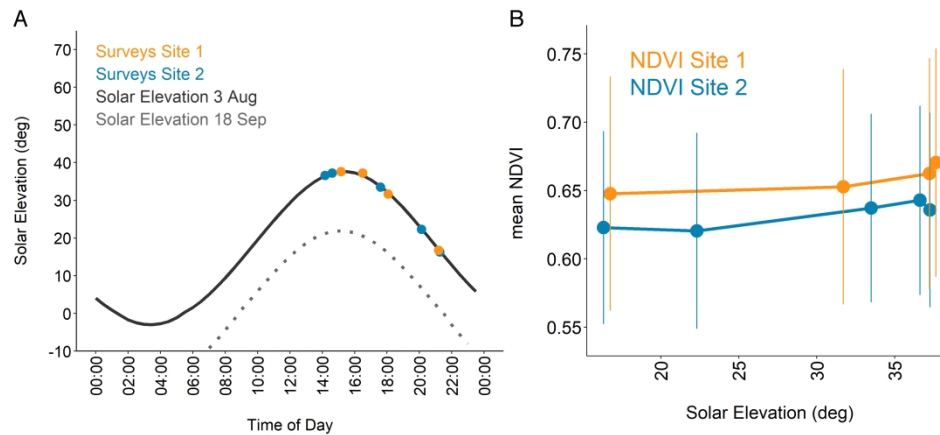 A
Surveys Site 1
Surveys Site 2
Solar Elevation 3 Aug
Solar Elevation 18 Sep
70
60
50
40
30
20
10
0
-10
Solar Elevation (deg)
00:00
02:00
04:00
06:00
08:00
10:00
12:00
14:00
16:00
18:00
20:00
22:00
00:00
Time of Day
B
NDVI Site 1
NDVI Site 2
0.75
0.70
0.65
0.60
0.55
mean NDVI
20
25
30
35
Solar Elevation (deg)